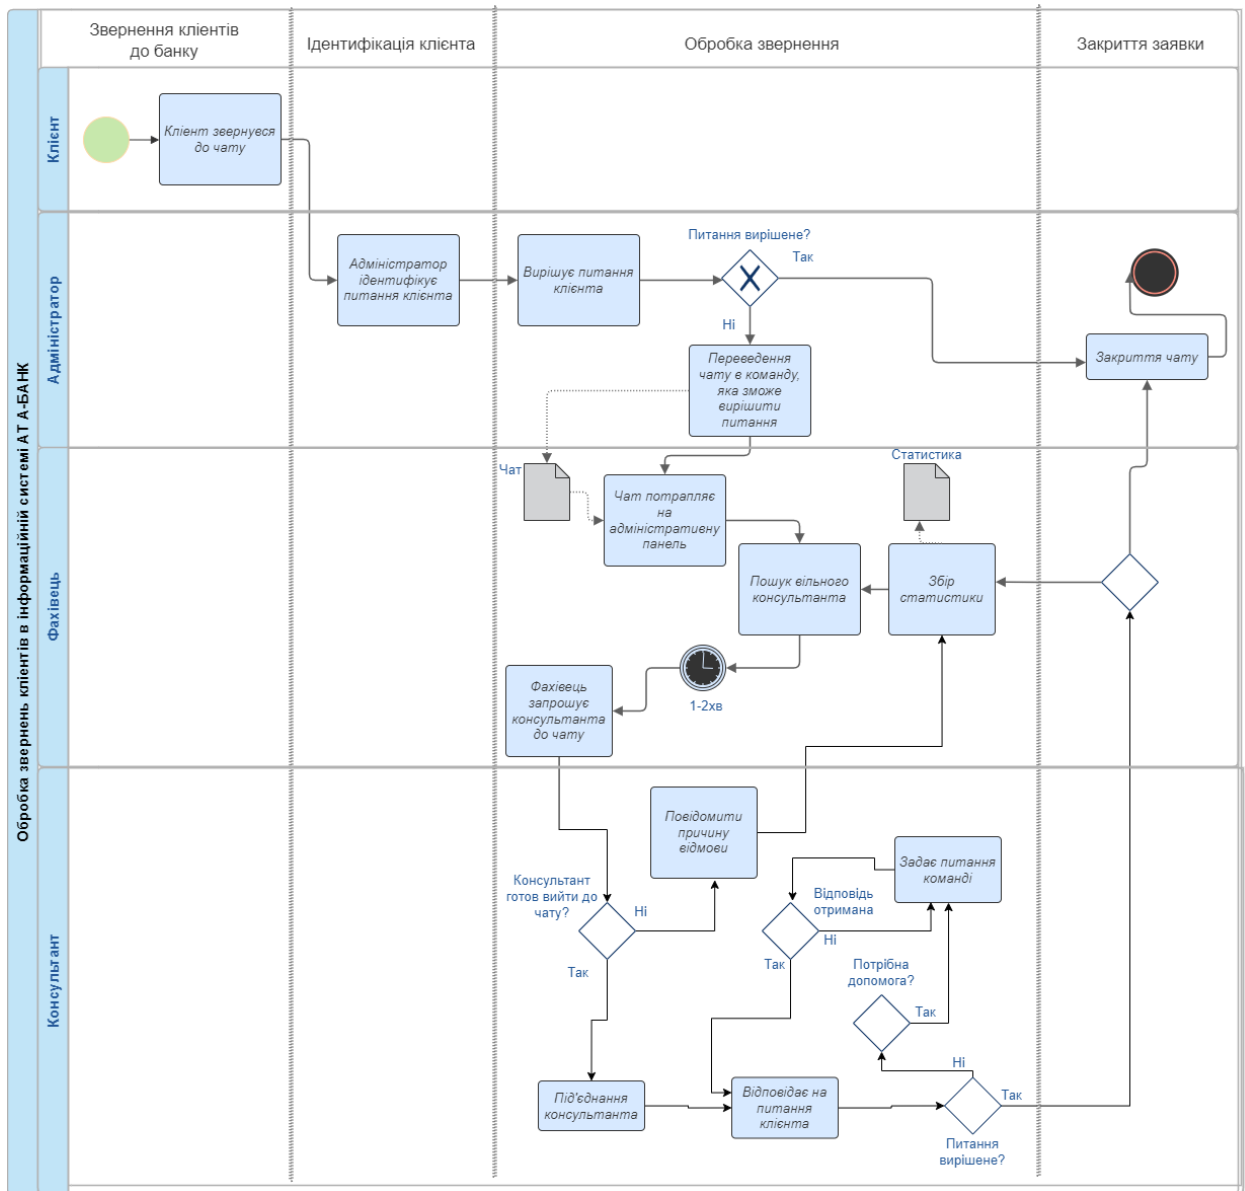 Обробка звернень клієнтів в інформаційній системі АТ А-БАНК
Звернення кліентів
до банку
Ідентифікація клієнта
Обробка звернення
Закриття заявки
Клієнт
Кліент звернувся
до чату
Адміністратор
Адміністратор
ідентифікує
питання клієнта
Вирішує питання
клієнта
Питання вирішене?
Так
Ні
Переведення
чату в команду,
яка зможе
вирішити
питання
Закриття чату
Фахівець
Чат
Чат потрапляє
на
адміністративну
панель
Статистика
Пошук вільного
консультанта
Збір
статистики
1-2хв
Фахівець
запрошує
консультанта
до чату
Консультант
Повідомити
причину
відмови
Задає питання
команді
Консультант
готов вийти до
чату?
Ні
Так
Відповідь
отримана
Ні
Так
Потрібна
допомога?
Так
Ні
Під'єднання
консультанта
Відповідає на
питання
клієнта
Так
Питання
вирішене?